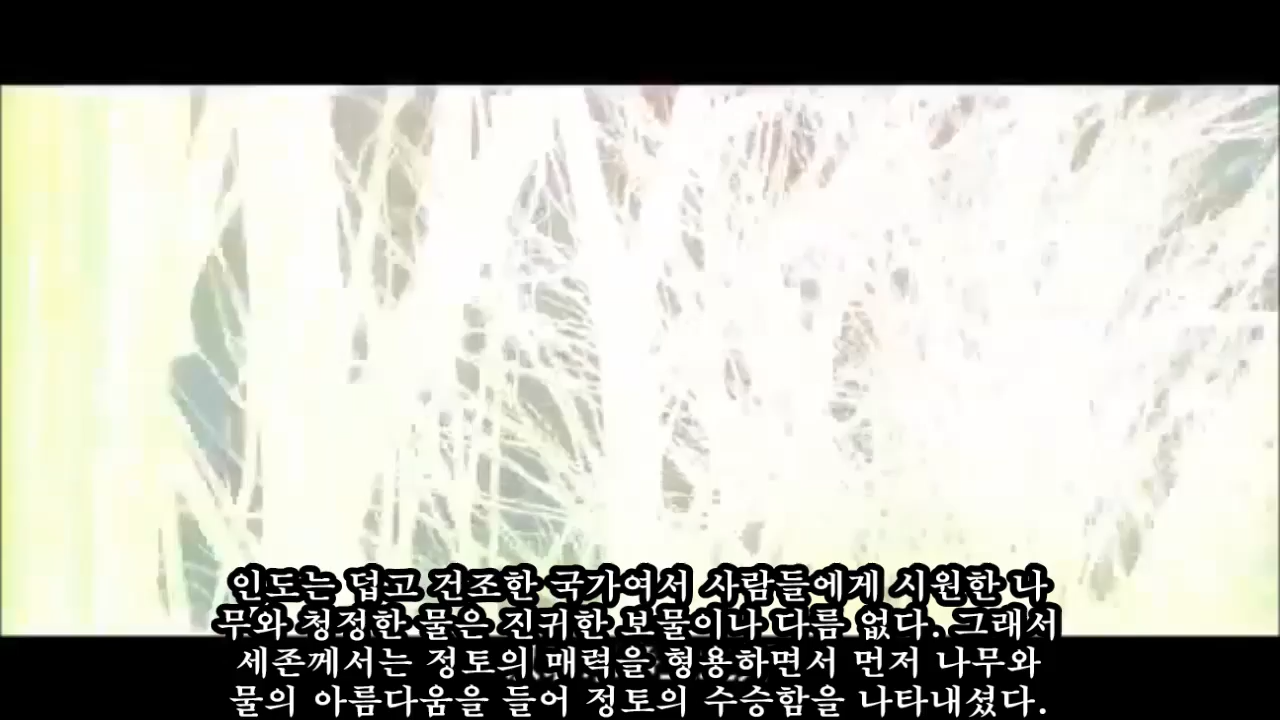 인도는 덥고 건조한 국가여서 사람들에게 시원한 나
무와 청정한 물은 진귀한 보물이나 다름 없다. 그래서
세존께서는 정토의 매력을 형용하면서 먼저 나무와
물의 아름다움을 들어 정토의 수승함을 나타내셨다.